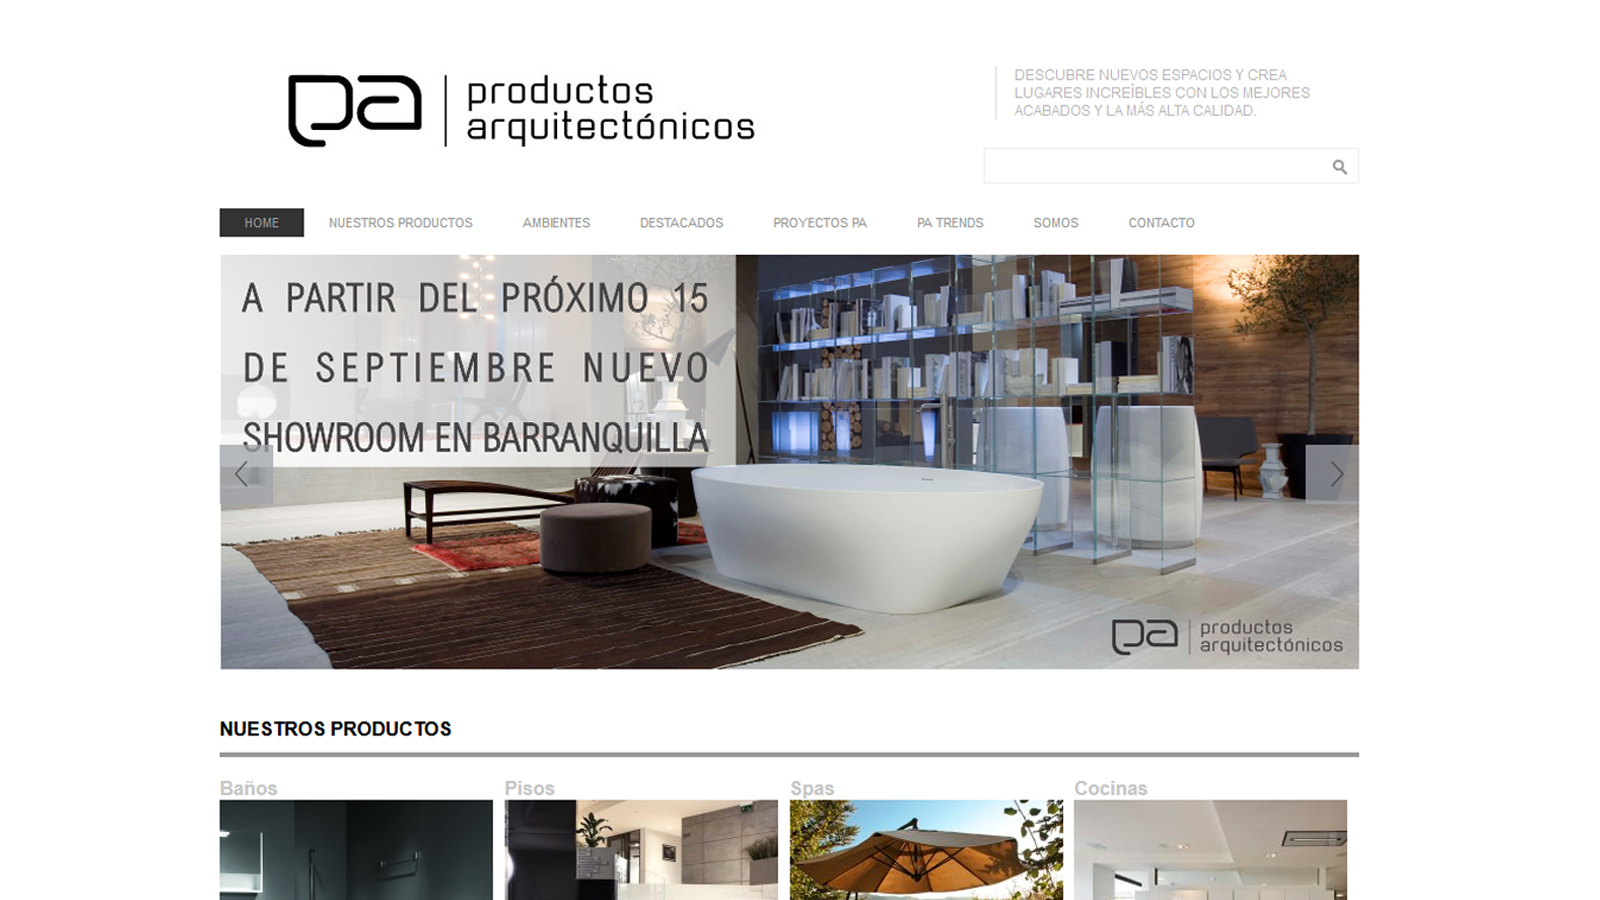 pa
productos
arquitectónicos
DESCUBRE NUEVOS ESPACIOS Y CREA
LUGARES INCREÍBLES CON LOS MEJORES
ACABADOS Y LA MÁS ALTA CALIDAD.
HOME NUESTROS PRODUCTOS AMBIENTES DESTACADOS PROYECTOS PA PA TRENDS SOMOS CONTACTO
A PARTIR DEL PRÓXIMO 15
DE SEPTIEMBRE NUEVO
SHOWROOM EN BARRANQUILLA
pa
productos
arquitectónicos
NUESTROS PRODUCTOS
Baños Pisos Spas Cocinas